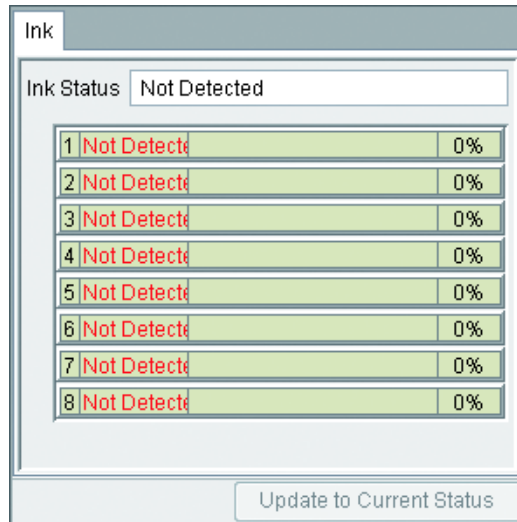 Ink
Ink Status Not Detected
1 Not Detecte 0%
2 Not Detecte 0%
3 Not Detecte 0%
4 Not Detecte 0%
5 Not Detecte 0%
6 Not Detecte 0%
7 Not Detecte 0%
8 Not Detecte 0%
Update to Current Status